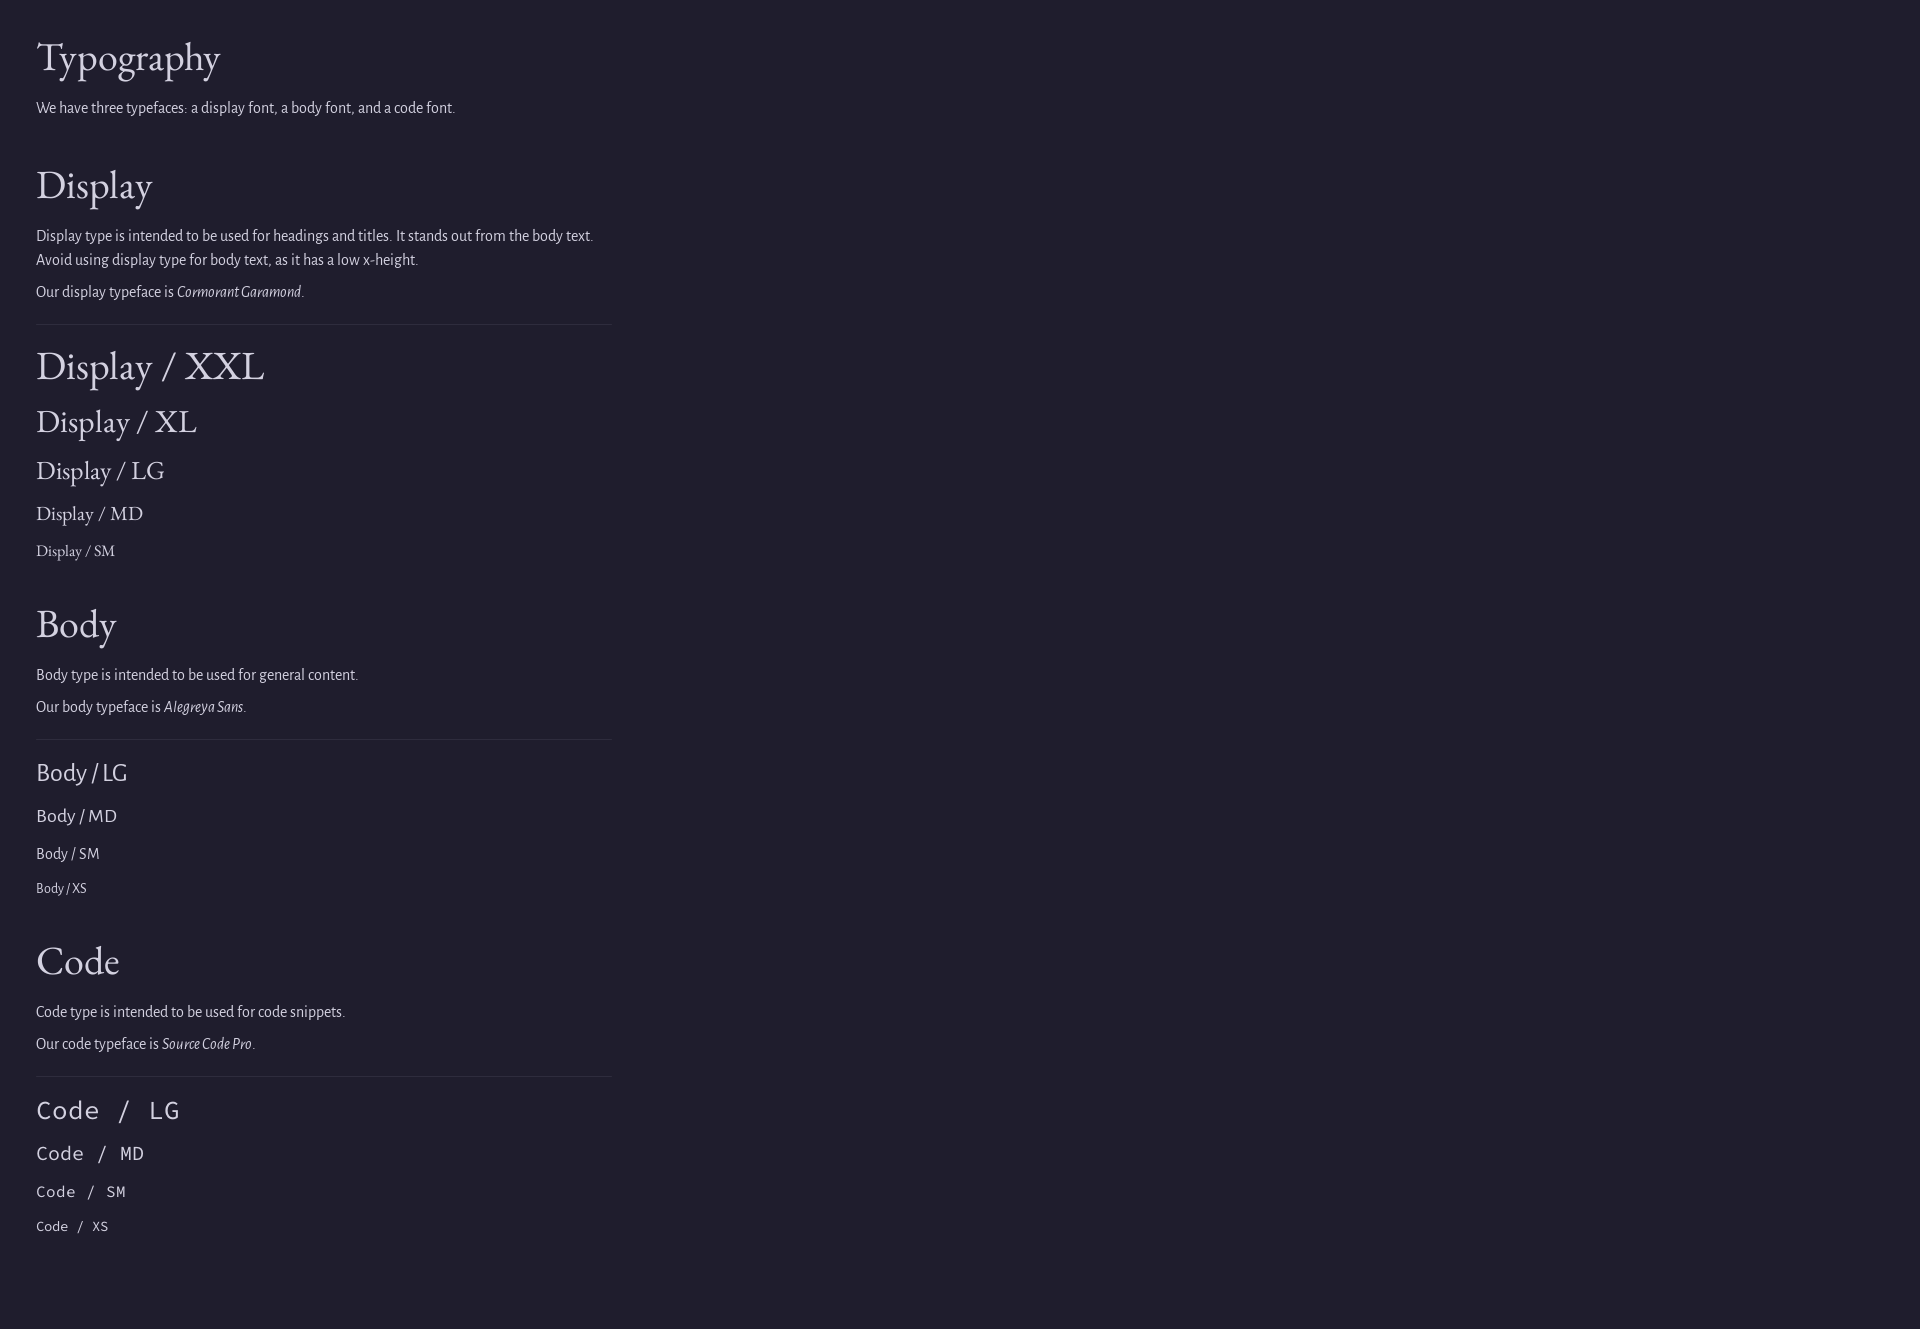 Typography
We have three typefaces: a display font, a body font, and a code font.
Display
Display type is intended to be used for headings and titles. It stands out from the body text.
Avoid using display type for body text, as it has a low x-height.
Our display typeface is Cormorant Garamond.
Display / XXL
Display / XL
Display / LG
Display / MD
Display / SM
Body
Body type is intended to be used for general content.
Our body typeface is Alegreya Sans.
Body / LG
Body / MD
Body / SM
Body / XS
Code
Code type is intended to be used for code snippets.
Our code typeface is Source Code Pro.
Code / LG
Code / MD
Code / SM
Code / XS